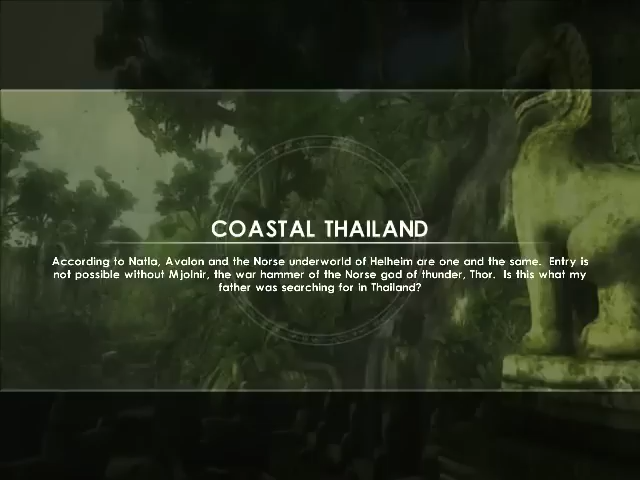 COASTAL THAILAND
According to Natla, Avalon and the Norse underworld of Helheim are one and the same.  Entry is
not possible without Mjolnir, the war hammer of the Norse god of thunder, Thor.  Is this what my
father was searching for in Thailand?